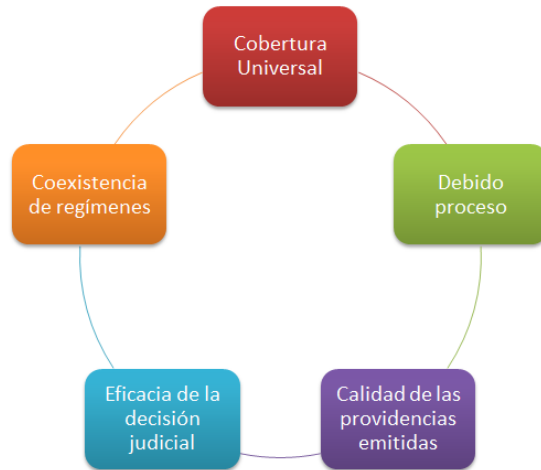 Cobertura
Universal
Debido
proceso
Calidad de las
providencias
emitidas
Eficacia de la
decisión
judicial
Coexistencia
de regímenes